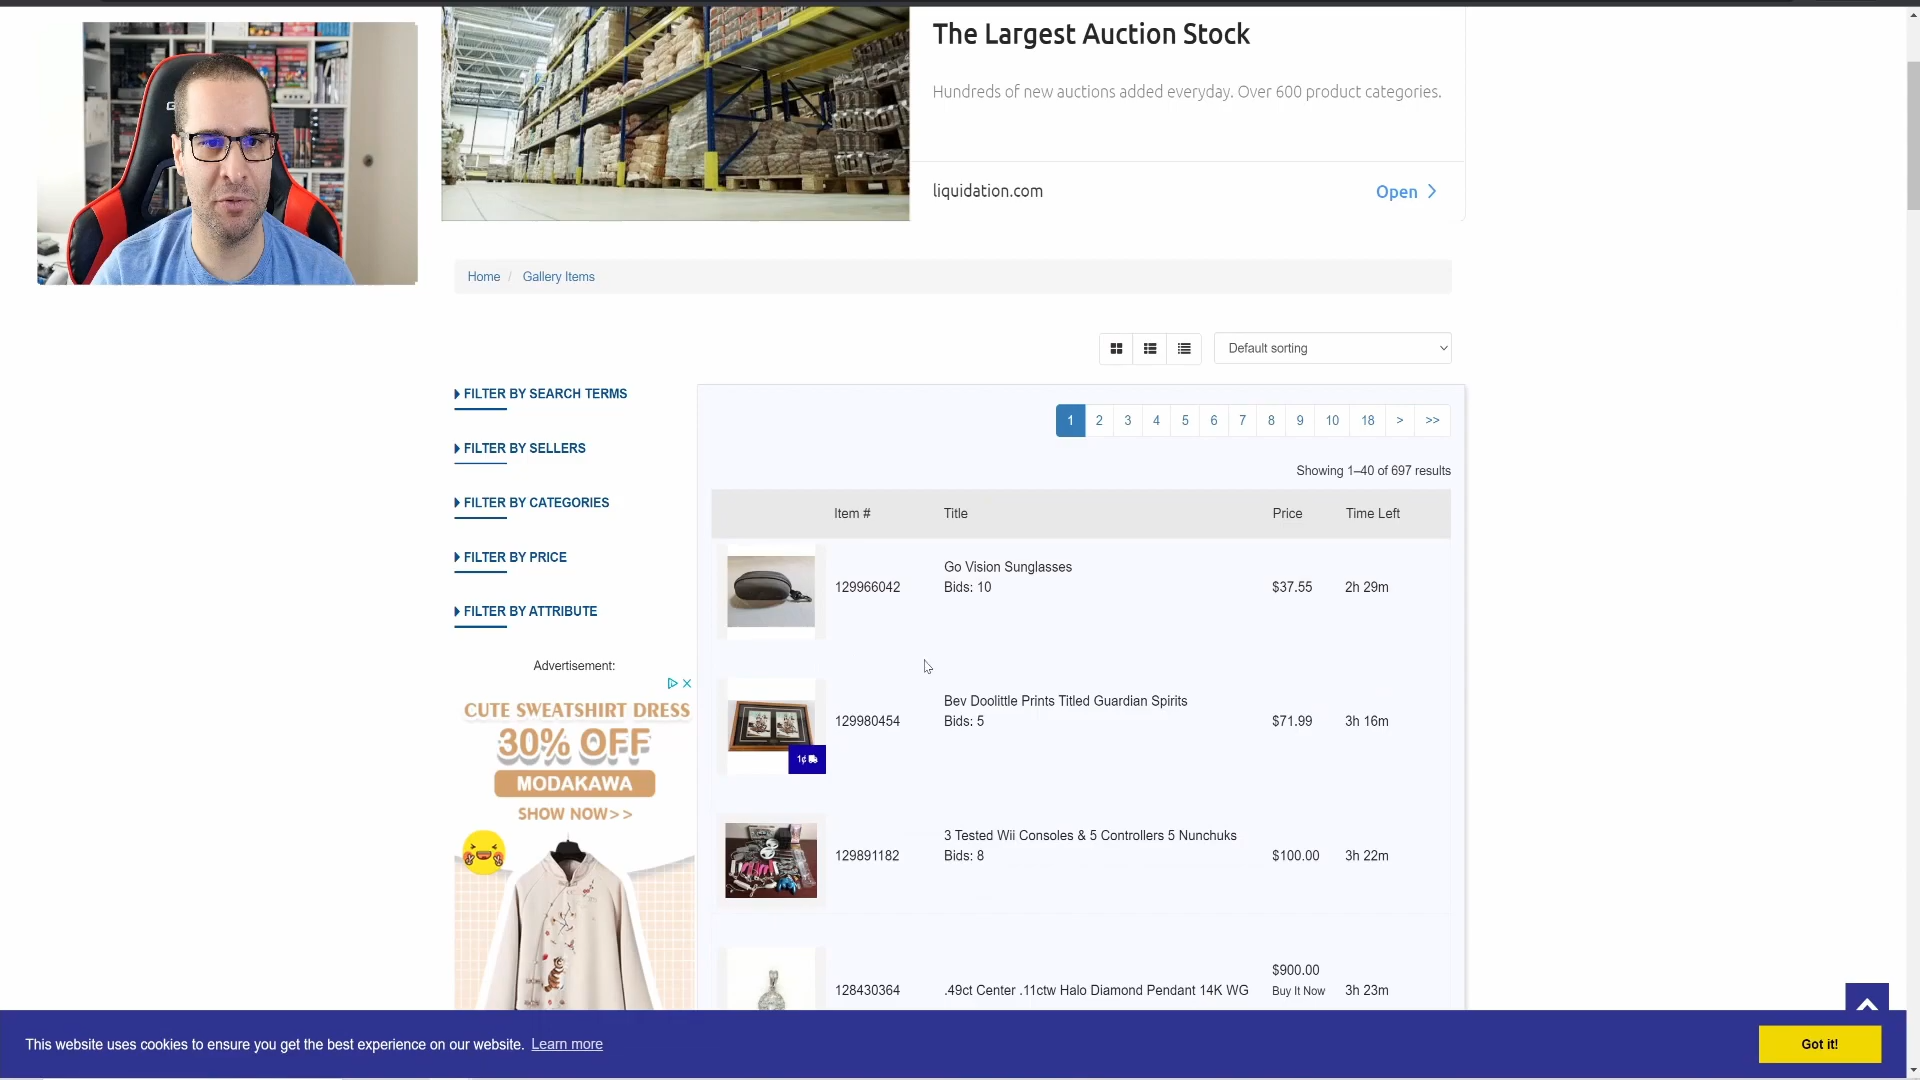 The Largest Auction Stock
Hundreds of new auctions added everyday. Over 600 product categories.
liquidation.com
Open >
Home / Gallery Items
Default sorting
FILTER BY SEARCH TERMS
FILTER BY SELLERS
FILTER BY CATEGORIES
FILTER BY PRICE
FILTER BY ATTRIBUTE
Advertisement:
CUTE SWEATSHIRT DRESS
30% OFF
MODAKAWA
SHOW NOW>>
1 2 3 4 5 6 7 8 9 10 18 > >>
Showing 1–40 of 697 results
Item # Title Price Time Left
Go Vision Sunglasses
129966042 Bids: 10 $37.55 2h 29m
Bev Doolittle Prints Titled Guardian Spirits
129980454 Bids: 5 $71.99 3h 16m
1¢
3 Tested Wii Consoles & 5 Controllers 5 Nunchuks
129891182 Bids: 8 $100.00 3h 22m
$900.00
128430364 .49ct Center .11ctw Halo Diamond Pendant 14K WG Buy It Now 3h 23m
This website uses cookies to ensure you get the best experience on our website. Learn more
Got it!